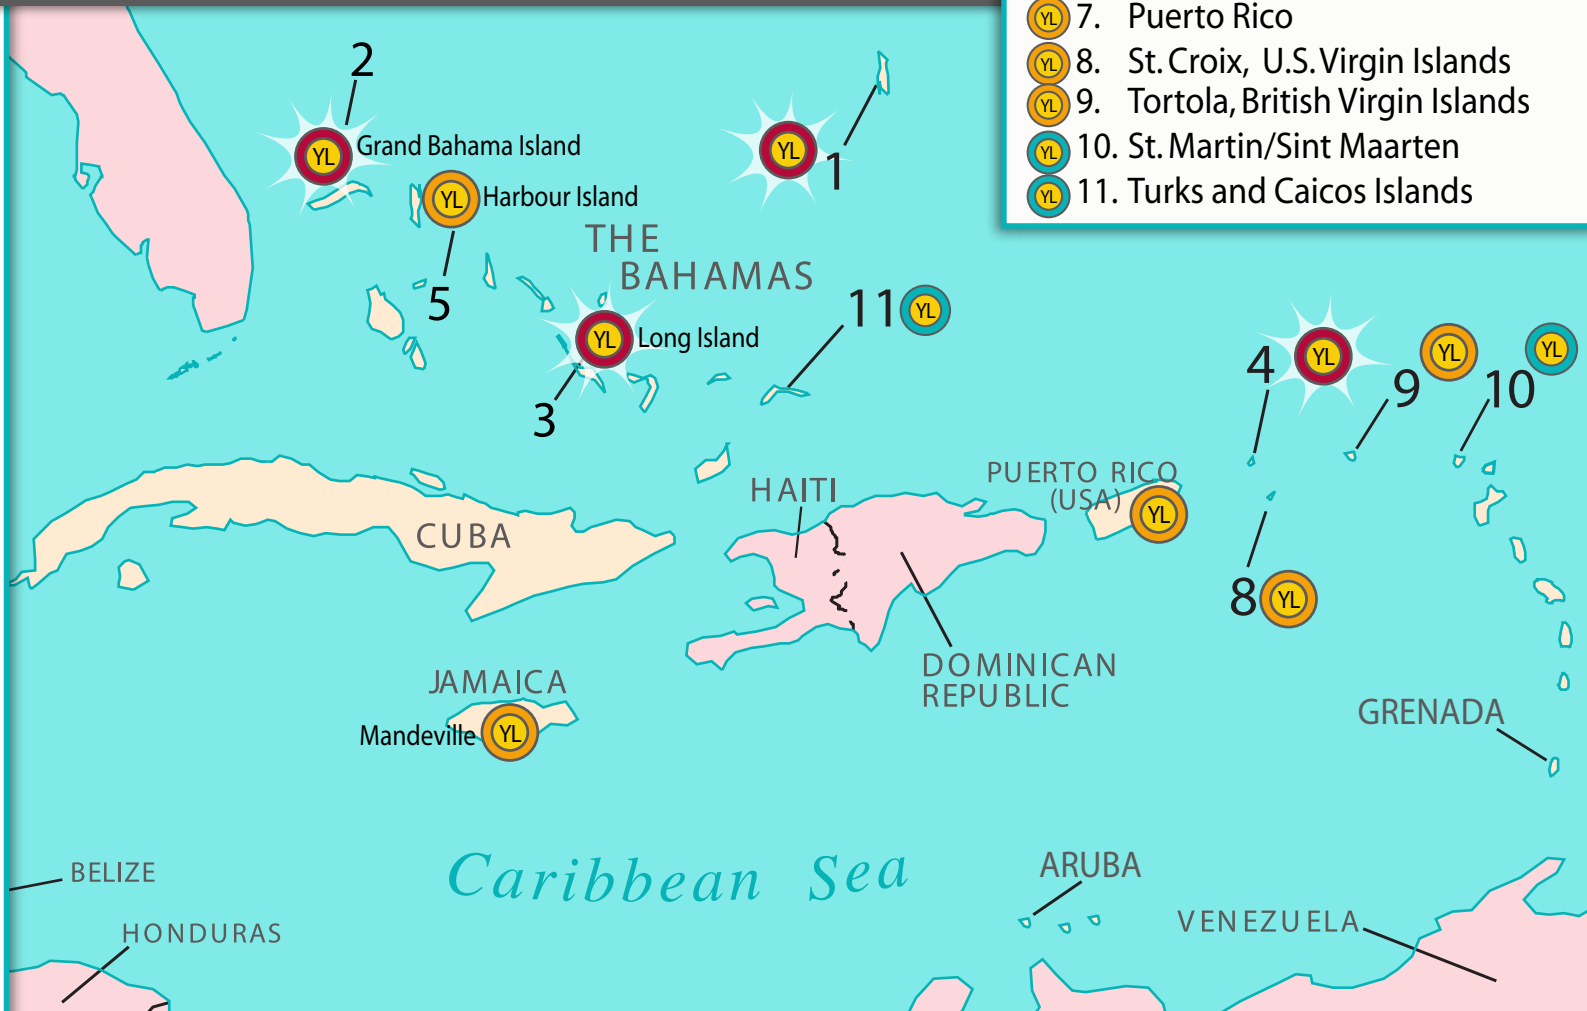 YL 7. Puerto Rico
YL 8. St. Croix, U.S. Virgin Islands
YL 9. Tortola, British Virgin Islands
YL 10. St. Martin/Sint Maarten
YL 11. Turks and Caicos Islands
2
YL Grand Bahama Island
YL 1
YL Harbour Island
THE
BAHAMAS
5
11 YL
YL Long Island
3
4 YL
9 YL
10 YL
PUERTO RICO
(USA)
YL
HAITI
CUBA
8 YL
DOMINICAN
REPUBLIC
JAMAICA
Mandeville YL
GRENADA
Caribbean Sea
ARUBA
BELIZE
VENEZUELA
HONDURAS